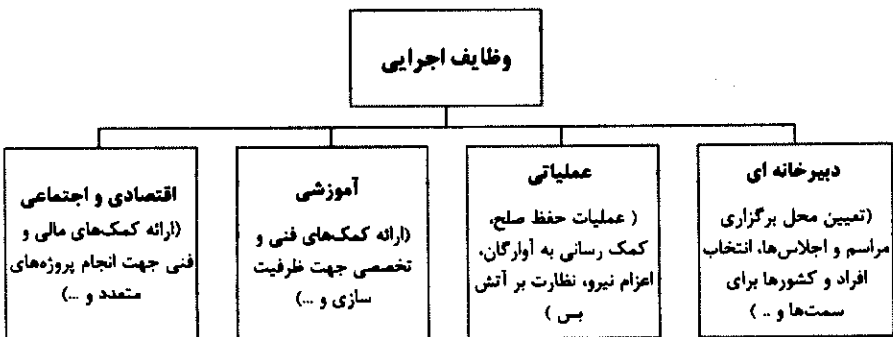 وظایف اجرایی
دبیرخانه ای
(تعیین محل برگزاری
مراسم و اجلاس‌ها، انتخاب
افراد و کشورها برای
سمت‌ها و .. )
عملیاتی
( عملیات حفظ صلح،
کمک رسانی به آوارگان،
اعزام نیرو، نظارت بر آتش
بس )
آموزشی
(ارائه کمک‌های فنی و
تخصصی جهت ظرفیت
سازی و ...)
اقتصادی و اجتماعی
(ارائه کمک‌های مالی و
فنی جهت انجام پروژه‌های
متعدد و ...)